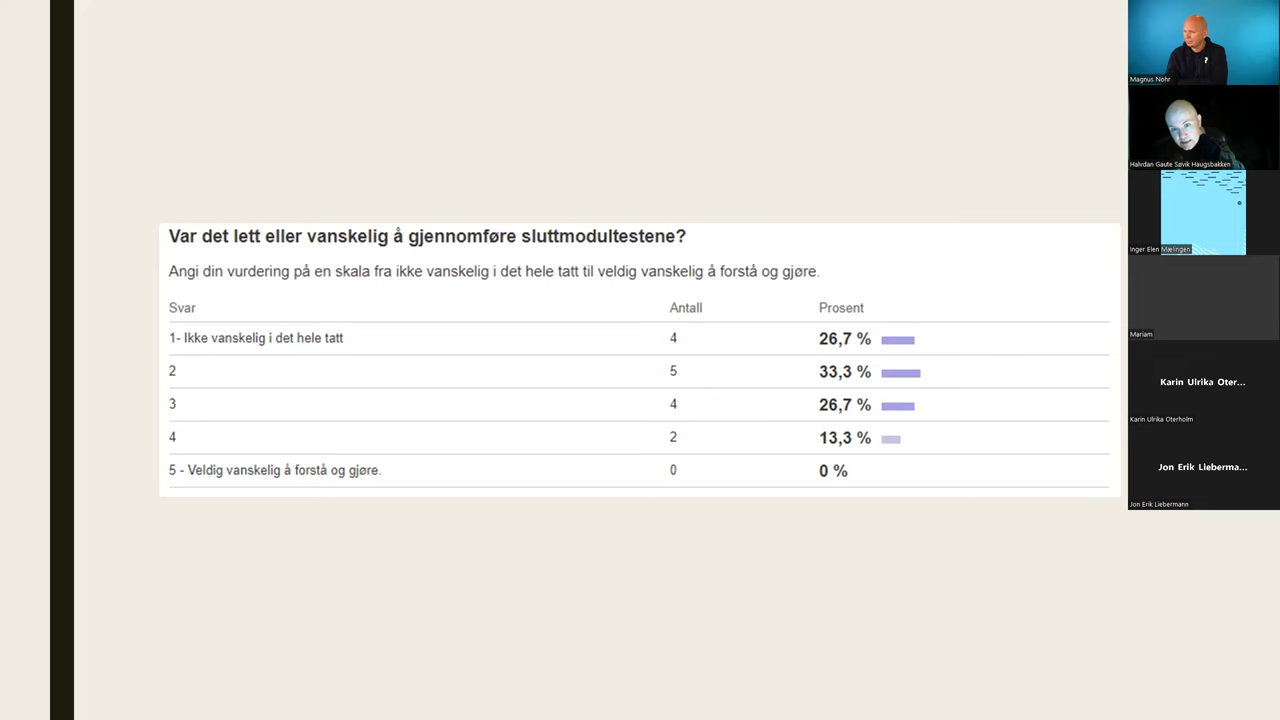 Var det lett eller vanskelig å gjennomføre sluttmodultestene?
Angi din vurdering på en skala fra ikke vanskelig i det hele tatt til veldig vanskelig å forstå og gjøre.
Svar Antall Prosent
1- Ikke vanskelig i det hele tatt 4 26,7 %
2 5 33,3 %
3 4 26,7 %
4 2 13,3 %
5 - Veldig vanskelig å forstå og gjøre. 0 0 %
Magnus Nohr
Halvdan Gaute Søvik Haugsbakken
Inger Elen Mælingen
Mariam
Karin Ulrika Oter...
Karin Ulrika Oterholm
Jon Erik Lieberma...
Jon Erik Liebermann